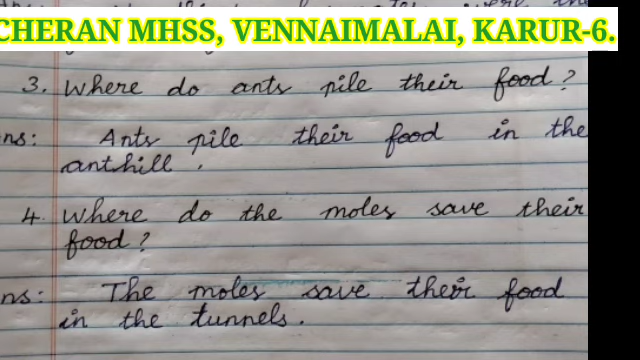 CHERAN MHSS, VENNAIMALAI, KARUR-6.
3. Where do ants pile their food?
ns: Ants pile their food in the
anthill.
4. Where do the moles save their
food?
ns: The moles save their food
in the tunnels.